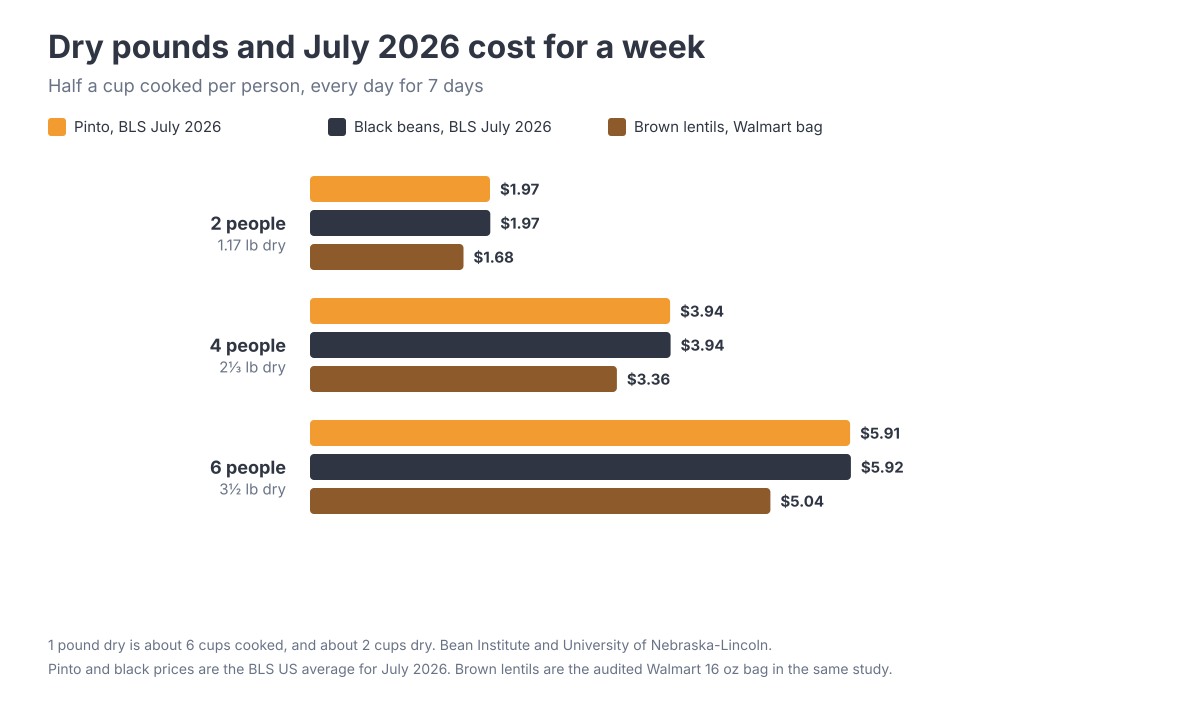 Dry pounds and July 2026 cost for a week
Half a cup cooked per person, every day for 7 days
Pinto, BLS July 2026
Black beans, BLS July 2026
Brown lentils, Walmart bag
2 people
1.17 lb dry
$1.97
$1.97
$1.68
4 people
2⅓ lb dry
$3.94
$3.94
$3.36
6 people
3½ lb dry
$5.91
$5.92
$5.04
1 pound dry is about 6 cups cooked, and about 2 cups dry. Bean Institute and University of Nebraska-Lincoln.
Pinto and black prices are the BLS US average for July 2026. Brown lentils are the audited Walmart 16 oz bag in the same study.